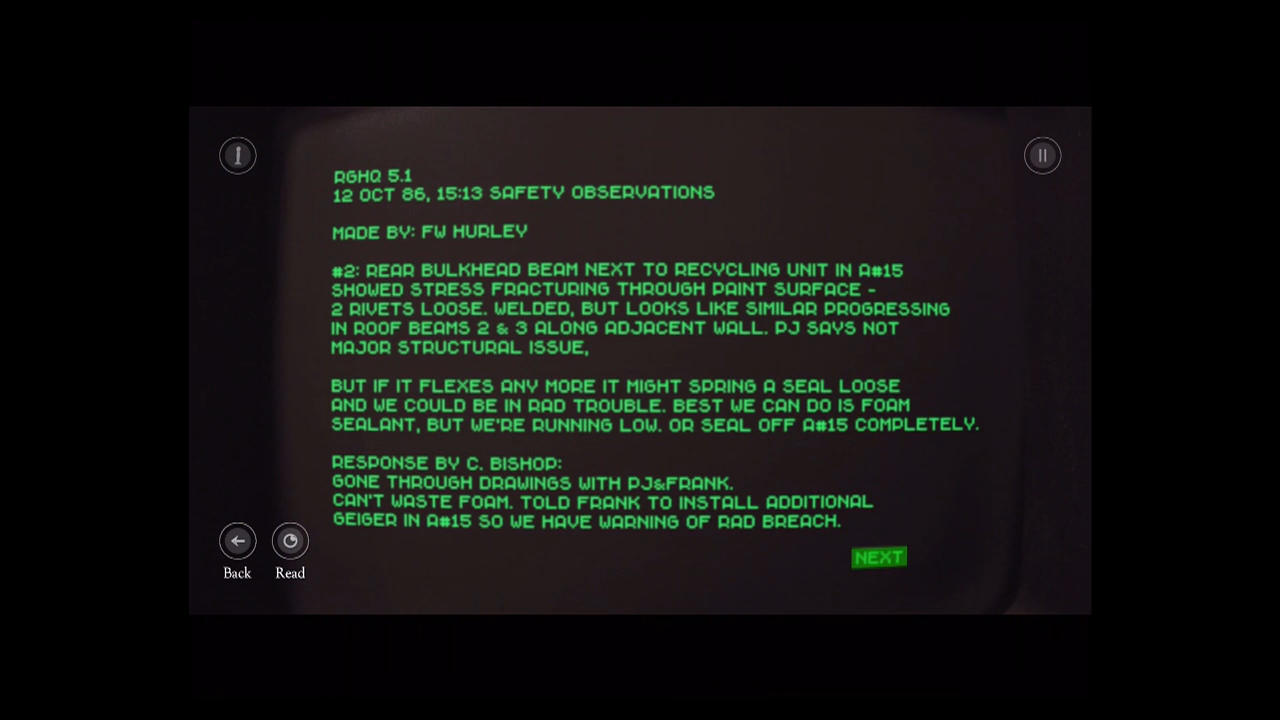 RGHQ 5.1
12 OCT 86, 15:13 SAFETY OBSERVATIONS
MADE BY: FW HURLEY
#2: REAR BULKHEAD BEAM NEXT TO RECYCLING UNIT IN A#15
SHOWED STRESS FRACTURING THROUGH PAINT SURFACE -
2 RIVETS LOOSE. WELDED, BUT LOOKS LIKE SIMILAR PROGRESSING
IN ROOF BEAMS 2 & 3 ALONG ADJACENT WALL. PJ SAYS NOT
MAJOR STRUCTURAL ISSUE,
BUT IF IT FLEXES ANY MORE IT MIGHT SPRING A SEAL LOOSE
AND WE COULD BE IN RAD TROUBLE. BEST WE CAN DO IS FOAM
SEALANT, BUT WE'RE RUNNING LOW. OR SEAL OFF A#15 COMPLETELY.
RESPONSE BY C. BISHOP:
GONE THROUGH DRAWINGS WITH PJ&FRANK.
CAN'T WASTE FOAM. TOLD FRANK TO INSTALL ADDITIONAL
GEIGER IN A#15 SO WE HAVE WARNING OF RAD BREACH.
NEXT
Back
Read